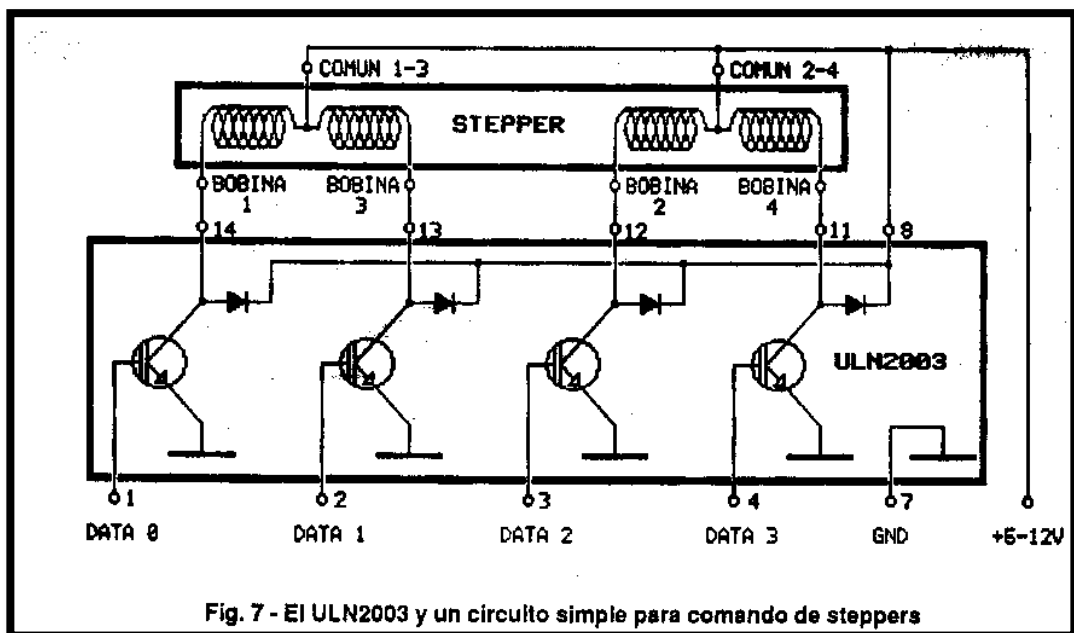 COMUN 1-3
COMUN 2-4
STEPPER
BOBINA 1
BOBINA 3
BOBINA 2
BOBINA 4
14
13
12
11
8
ULN2003
1
2
3
4
7
DATA 0
DATA 1
DATA 2
DATA 3
GND
+5-12V
Fig. 7 - El ULN2003 y un circuito simple para comando de steppers